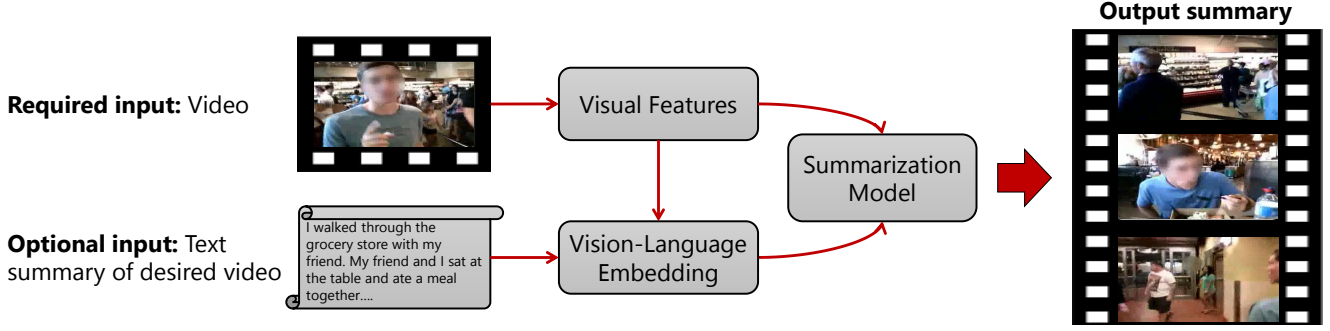 Output summary
Required input: Video
Visual Features
Summarization
Model
Optional input: Text
summary of desired video
I walked through the
grocery store with my
friend. My friend and I sat at
the table and ate a meal
together....
Vision-Language
Embedding